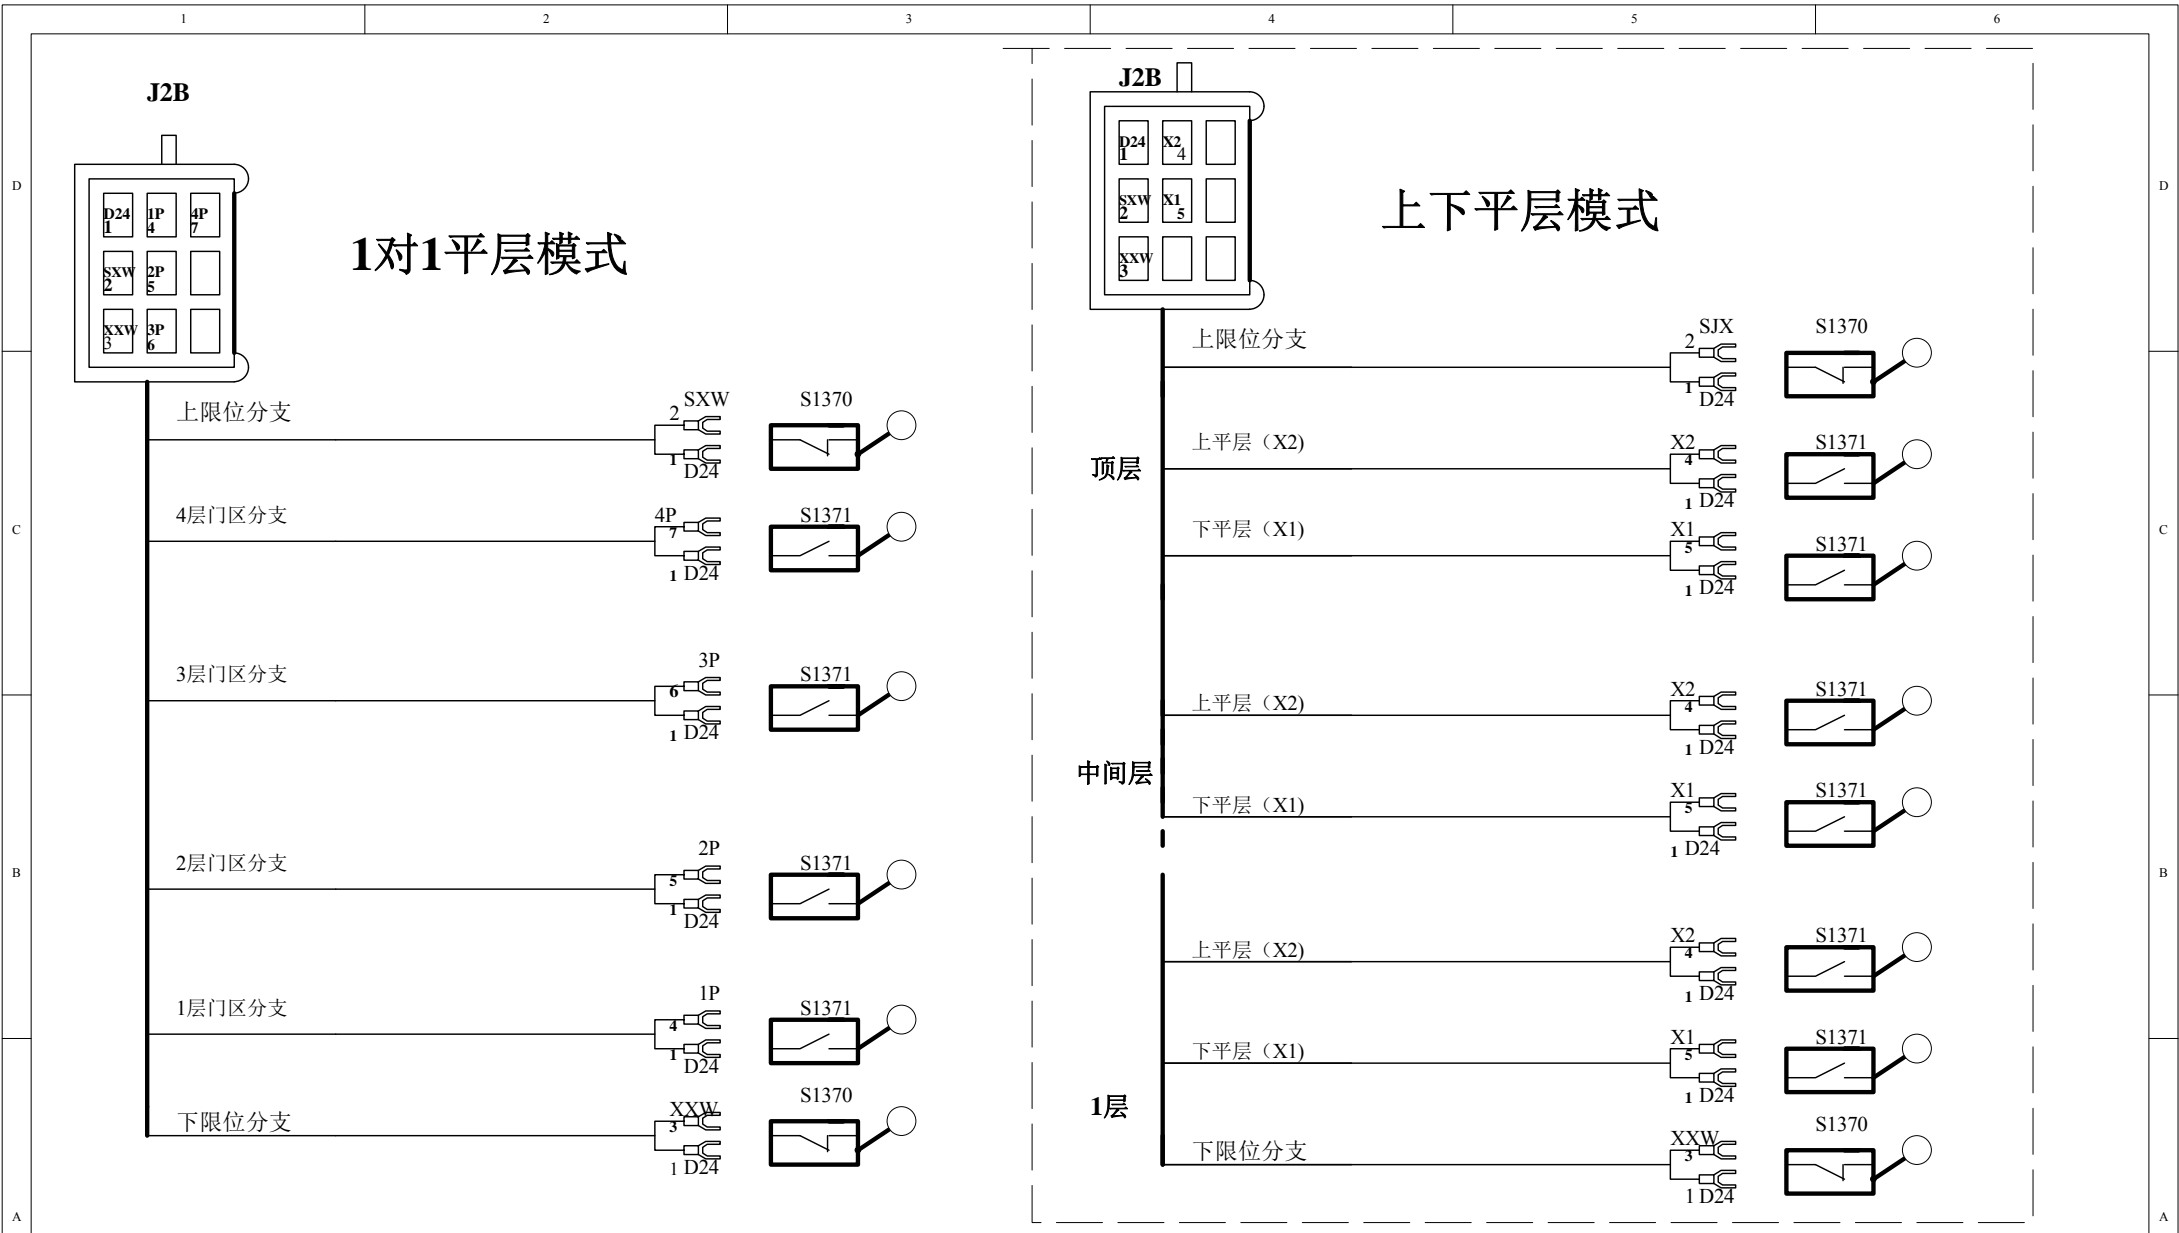 1 2 3 4 5 6
J2B
D24 1P 4P
1 4 7
SXW 2P
2 5
XXW 3P
3 6
1对1平层模式
上限位分支
SXW
2
1 D24
S1370
4层门区分支
4P
7
1 D24
S1371
3层门区分支
3P
6
1 D24
S1371
2层门区分支
2P
5
1
D24
S1371
1层门区分支
1P
4
1
D24
S1371
下限位分支
XXW
3
1 D24
S1370
J2B
D24 X2
1 4
SXW X1
2 5
XXW
3
上下平层模式
上限位分支
SJX
2
1
D24
S1370
顶层
上平层（X2)
X2
4
1 D24
S1371
下平层（X1)
X1
5
1 D24
S1371
中间层
上平层（X2)
X2
4
1 D24
S1371
下平层（X1)
X1
5
1 D24
S1371
1层
上平层（X2)
X2
4
1 D24
S1371
下平层（X1)
X1
5
1 D24
S1371
下限位分支
XXW
3
1 D24
S1370
D D
C C
B B
A A